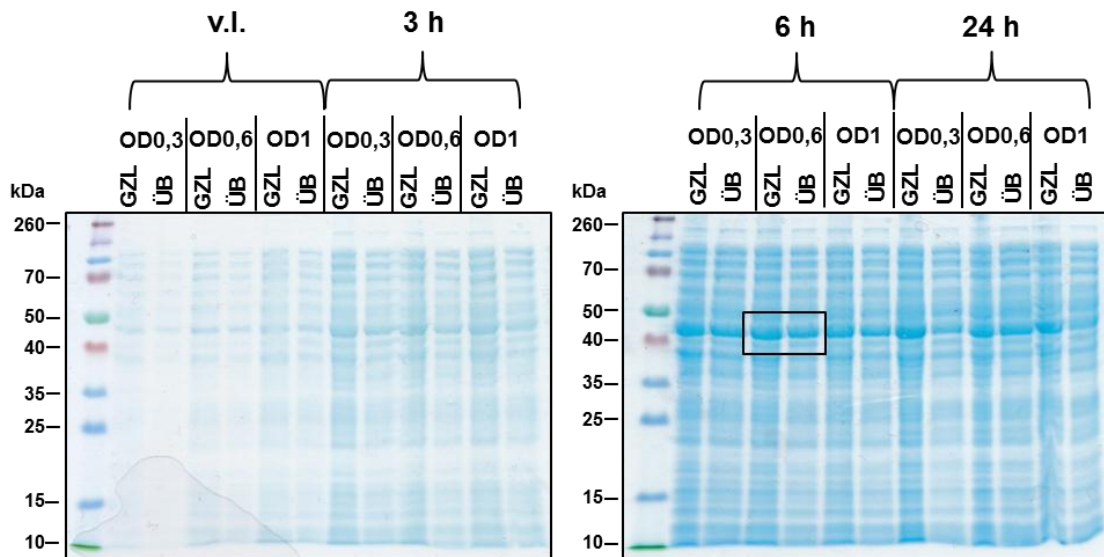 v.l. 3 h 6 h 24 h
OD0,3 OD0,6 OD1 OD0,3 OD0,6 OD1 OD0,3 OD0,6 OD1 OD0,3 OD0,6 OD1
GZL ÜB GZL ÜB GZL ÜB GZL ÜB GZL ÜB GZL ÜB GZL ÜB GZL ÜB GZL ÜB GZL ÜB GZL ÜB GZL ÜB
kDa kDa
260 260
70 70
50 50
40 40
35 35
25 25
15 15
10 10